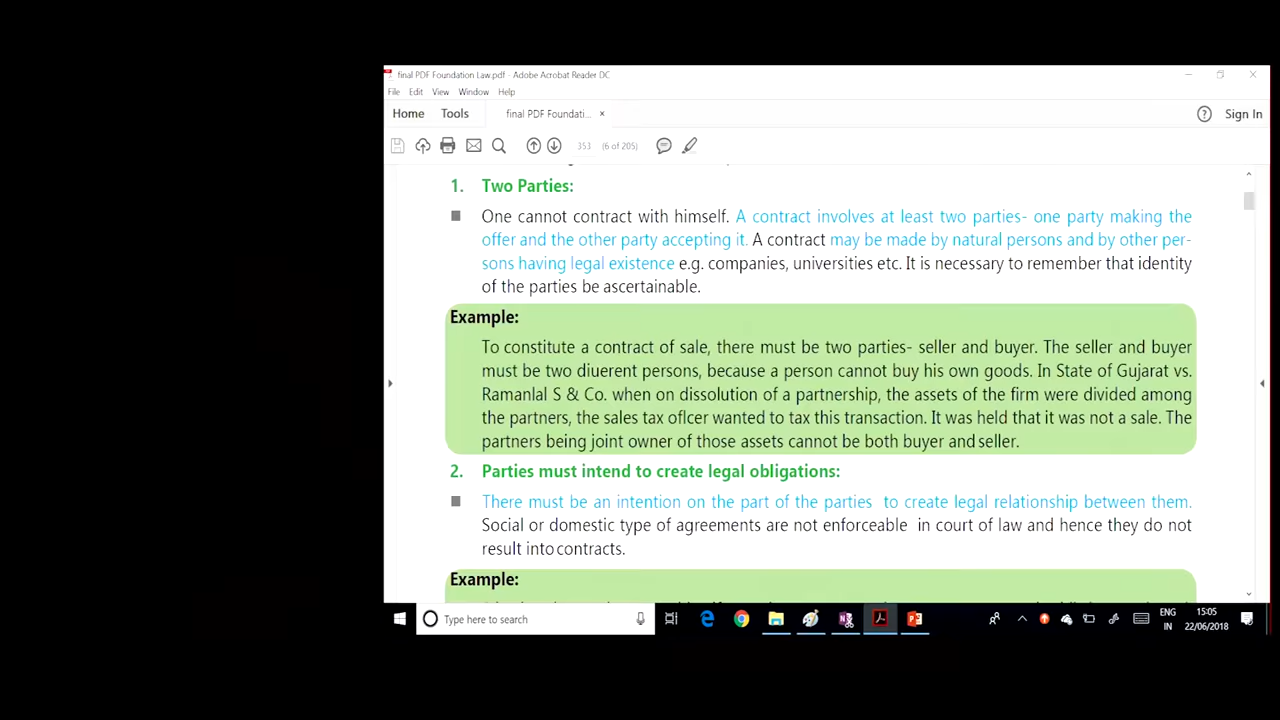 final PDF Foundation Law.pdf - Adobe Acrobat Reader DC
File Edit View Window Help
Home Tools final PDF Foundati... × Sign In
353 (6 of 205)
1. Two Parties:
One cannot contract with himself. A contract involves at least two parties- one party making the
offer and the other party accepting it. A contract may be made by natural persons and by other per-
sons having legal existence e.g. companies, universities etc. It is necessary to remember that identity
of the parties be ascertainable.
Example:
To constitute a contract of sale, there must be two parties- seller and buyer. The seller and buyer
must be two diuerent persons, because a person cannot buy his own goods. In State of Gujarat vs.
Ramanlal S & Co. when on dissolution of a partnership, the assets of the firm were divided among
the partners, the sales tax oflcer wanted to tax this transaction. It was held that it was not a sale. The
partners being joint owner of those assets cannot be both buyer and seller.
2. Parties must intend to create legal obligations:
There must be an intention on the part of the parties to create legal relationship between them.
Social or domestic type of agreements are not enforceable in court of law and hence they do not
result into contracts.
Example:
Type here to search
ENG
IN
15:05
22/06/2018